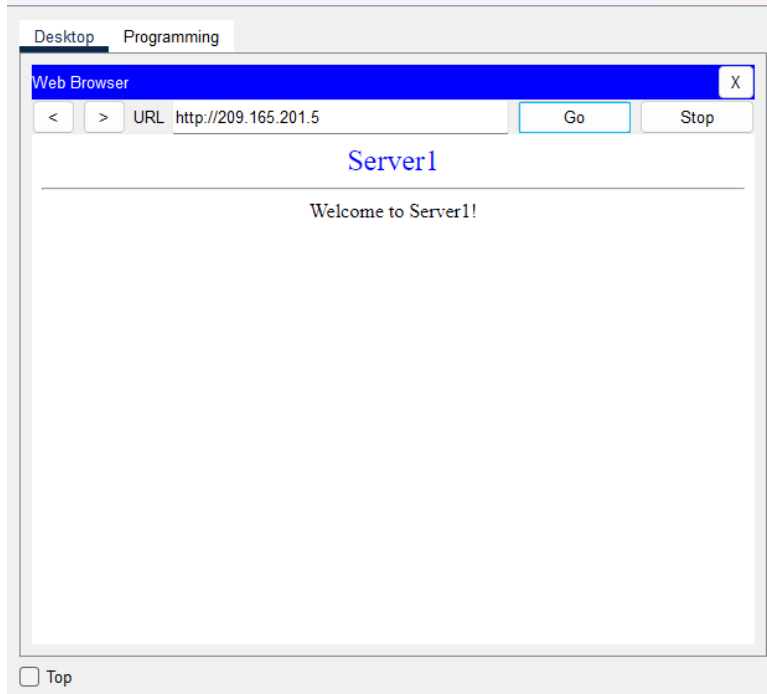 Desktop Programming
Web Browser X
< > URL http://209.165.201.5 Go Stop
Server1
Welcome to Server1!
Top